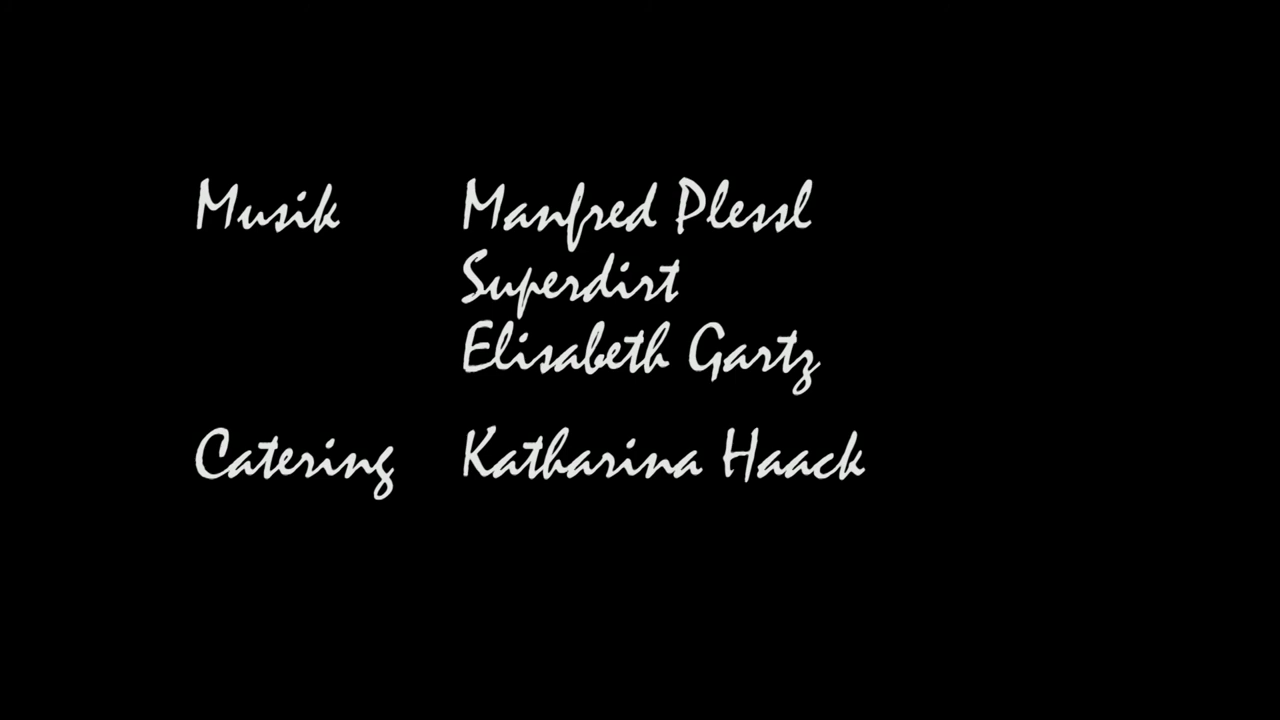 Musik Manfred Plessl
Superdirt
Elisabeth Gartz
Catering Katharina Haack